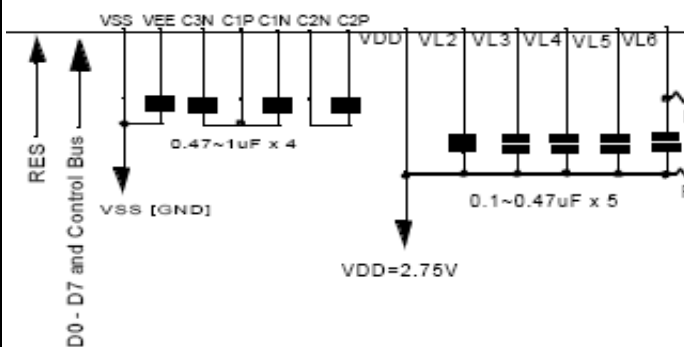 VSS VEE C3N C1P C1N C2N C2P
VDD VL2 VL3 VL4 VL5 VL6
0.47~1uF x 4
0.1~0.47uF x 5
RES
D0 - D7 and Control Bus
VSS [GND]
VDD=2.75V